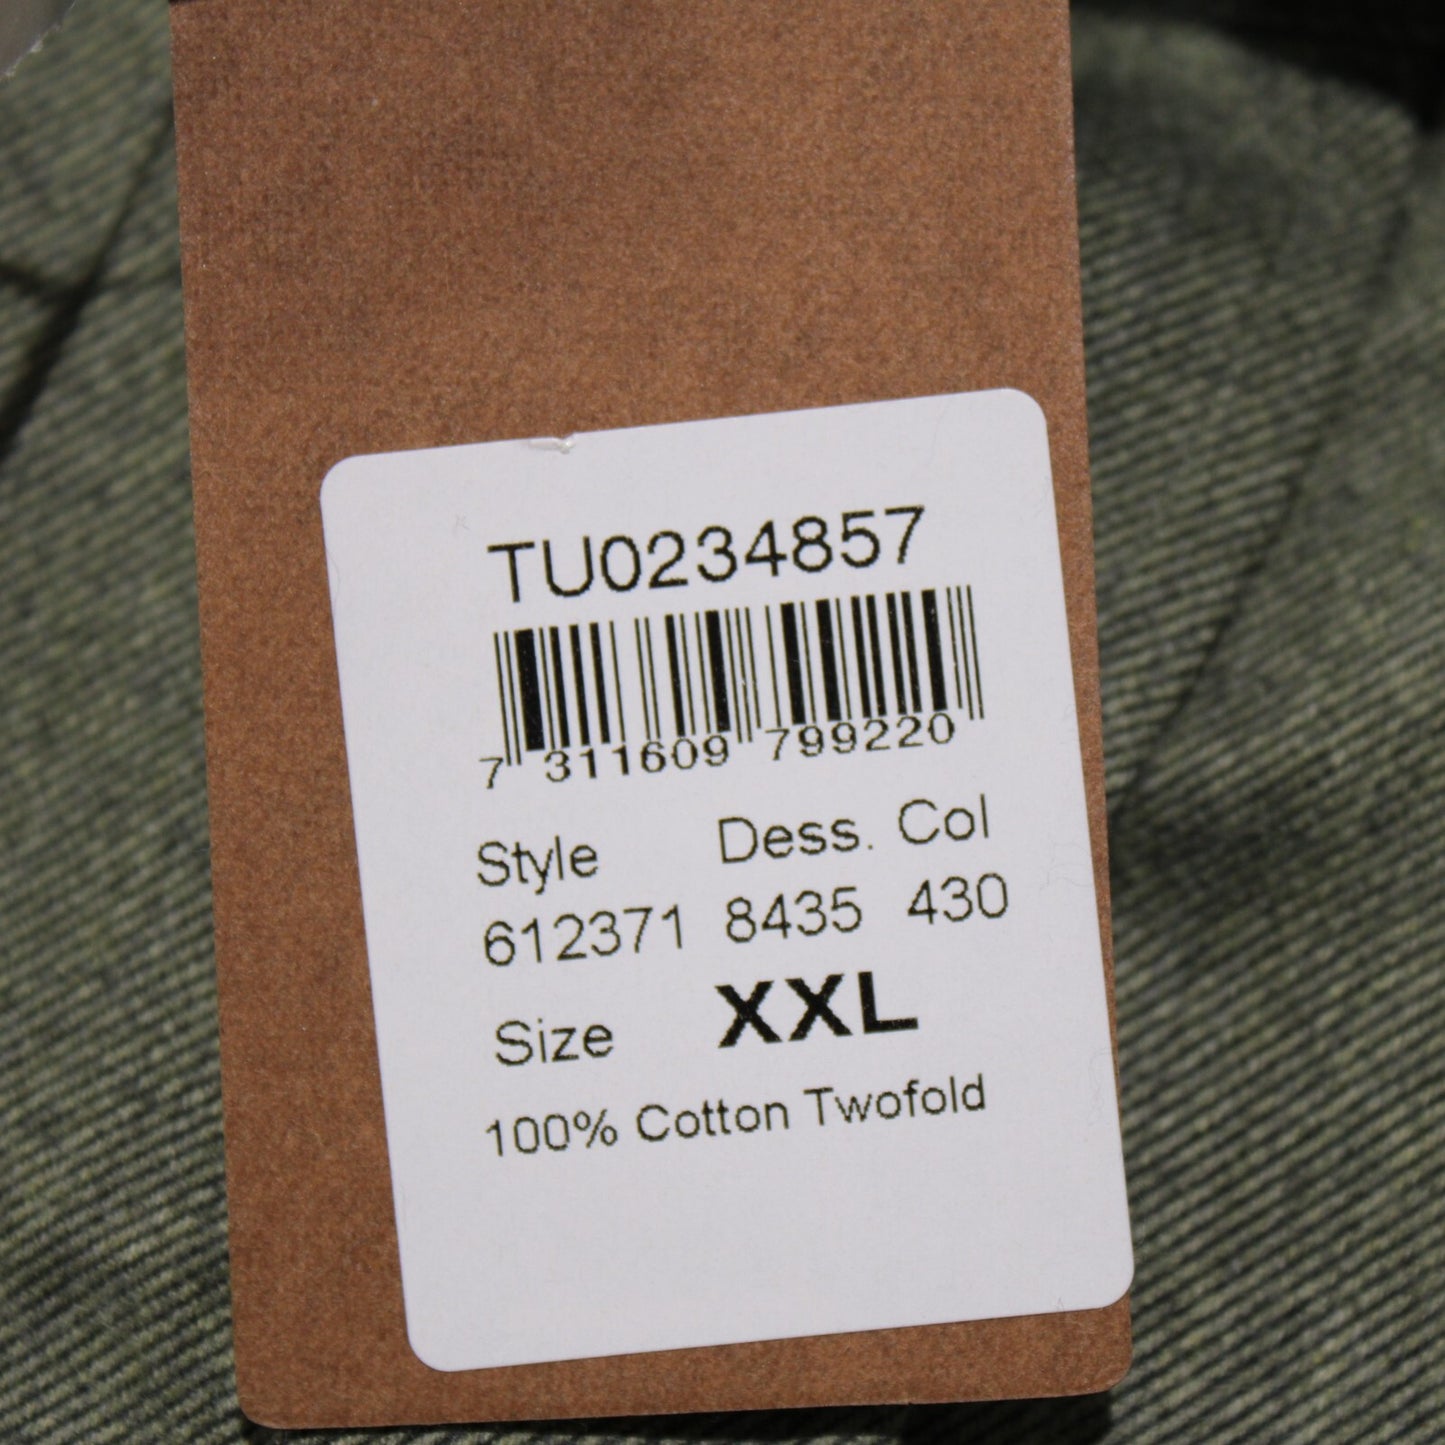 TU0234857
7 311609 799220
Style Dess. Col
612371 8435 430
Size XXL
100% Cotton Twofold